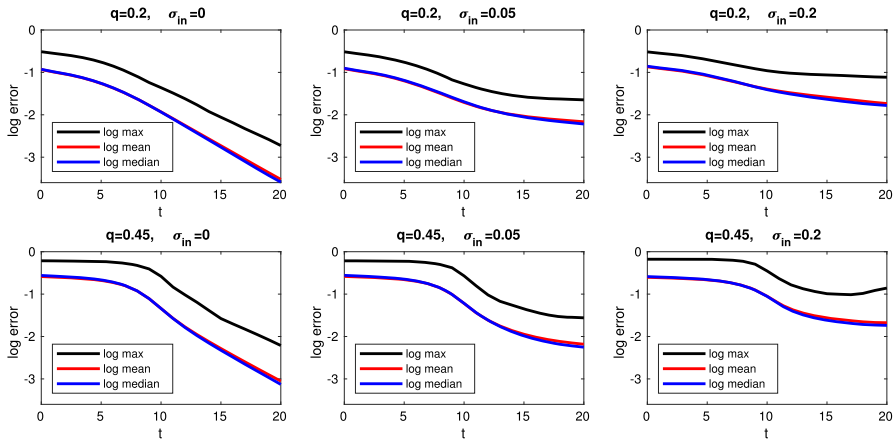 q=0.2, σin=0
log error
0
-1
-2
-3
log max
log mean
log median
0 5 10 15 20
t
q=0.2, σin=0.05
log error
0
-1
-2
-3
log max
log mean
log median
0 5 10 15 20
t
q=0.2, σin=0.2
log error
0
-1
-2
-3
log max
log mean
log median
0 5 10 15 20
t
q=0.45, σin=0
log error
0
-1
-2
-3
log max
log mean
log median
0 5 10 15 20
t
q=0.45, σin=0.05
log error
0
-1
-2
-3
log max
log mean
log median
0 5 10 15 20
t
q=0.45, σin=0.2
log error
0
-1
-2
-3
log max
log mean
log median
0 5 10 15 20
t